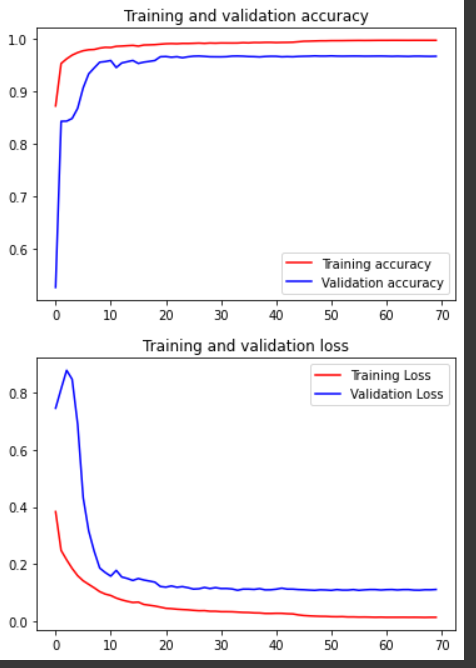 Training and validation accuracy
1.0
0.9
0.8
0.7
0.6
Training accuracy
Validation accuracy
0 10 20 30 40 50 60 70
Training and validation loss
Training Loss
Validation Loss
0.8
0.6
0.4
0.2
0.0
0 10 20 30 40 50 60 70